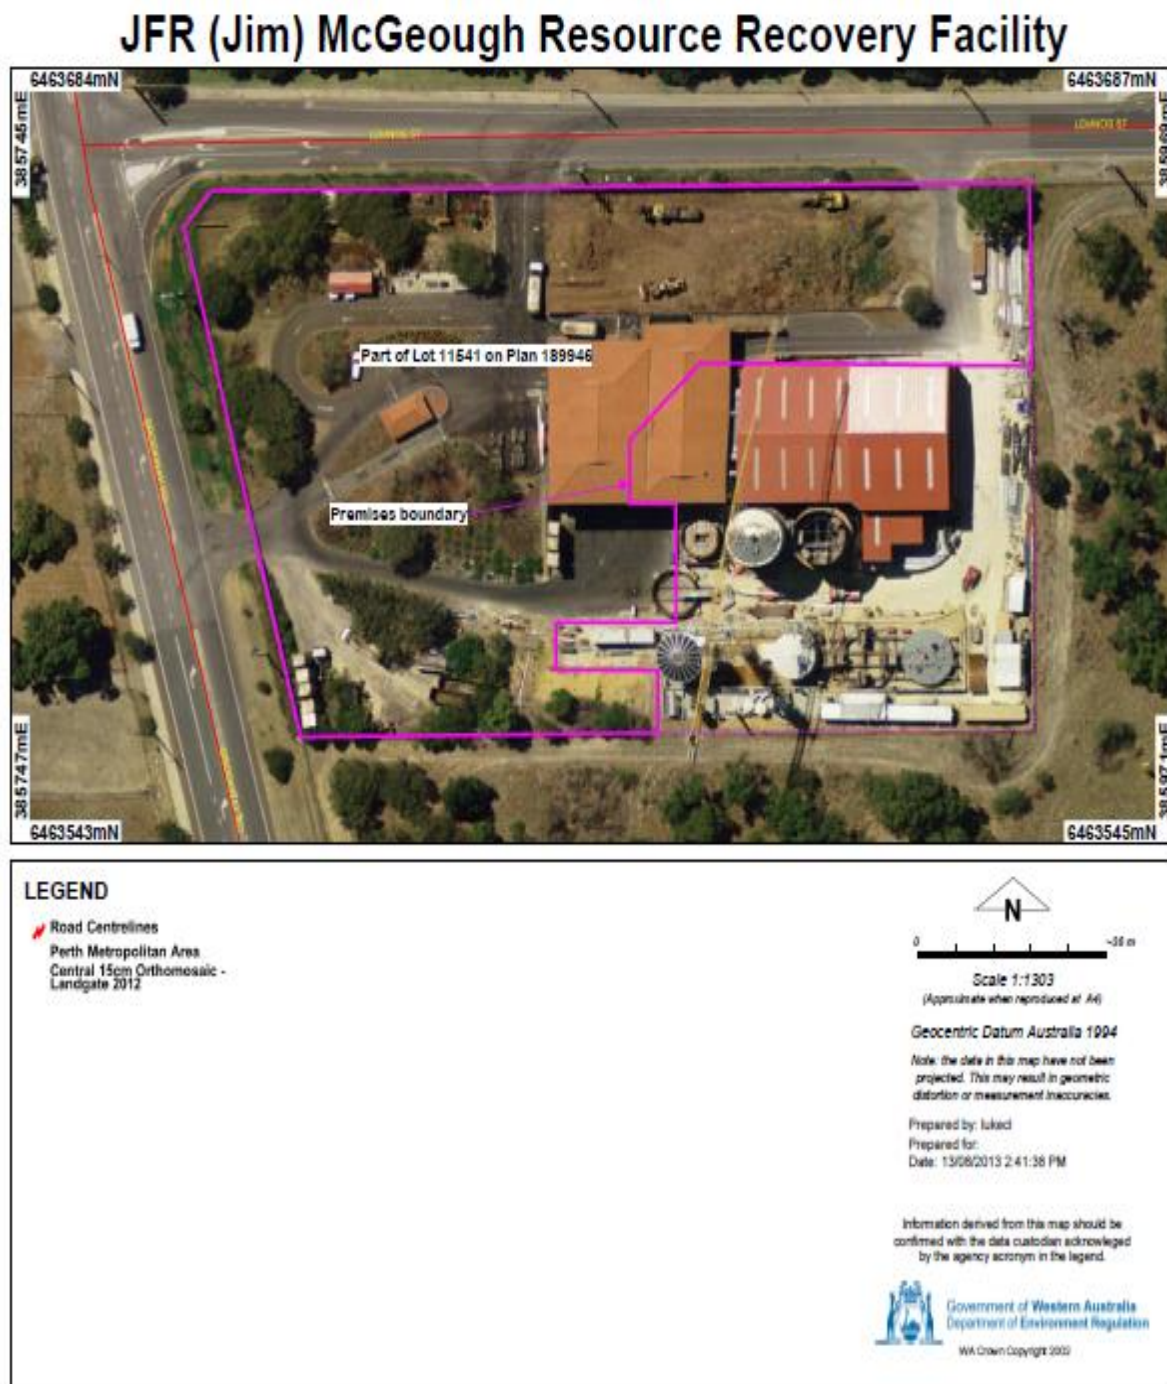 JFR (Jim) McGeough Resource Recovery Facility
6463684mN
6463687mN
385745mE
Part of Lot 11541 on Plan 189946
Premises boundary
385747mE
6463543mN
6463545mN
LEGEND
Road Centrelines
Perth Metropolitan Area
Central 15cm Orthomosaic -
Landgate 2012
N
0
~36 m
Scale 1:1303
(Approximate when reproduced at A4)
Geocentric Datum Australia 1994
Note: the data in this map have not been
projected. This may result in geometric
distortion or measurement inaccuracies.
Prepared by: lukecl
Prepared for:
Date: 13/08/2013 2:41:38 PM
Information derived from this map should be
confirmed with the data custodian acknowleged
by the agency acronym in the legend.
Government of Western Australia
Department of Environment Regulation
WA Crown Copyright 2002